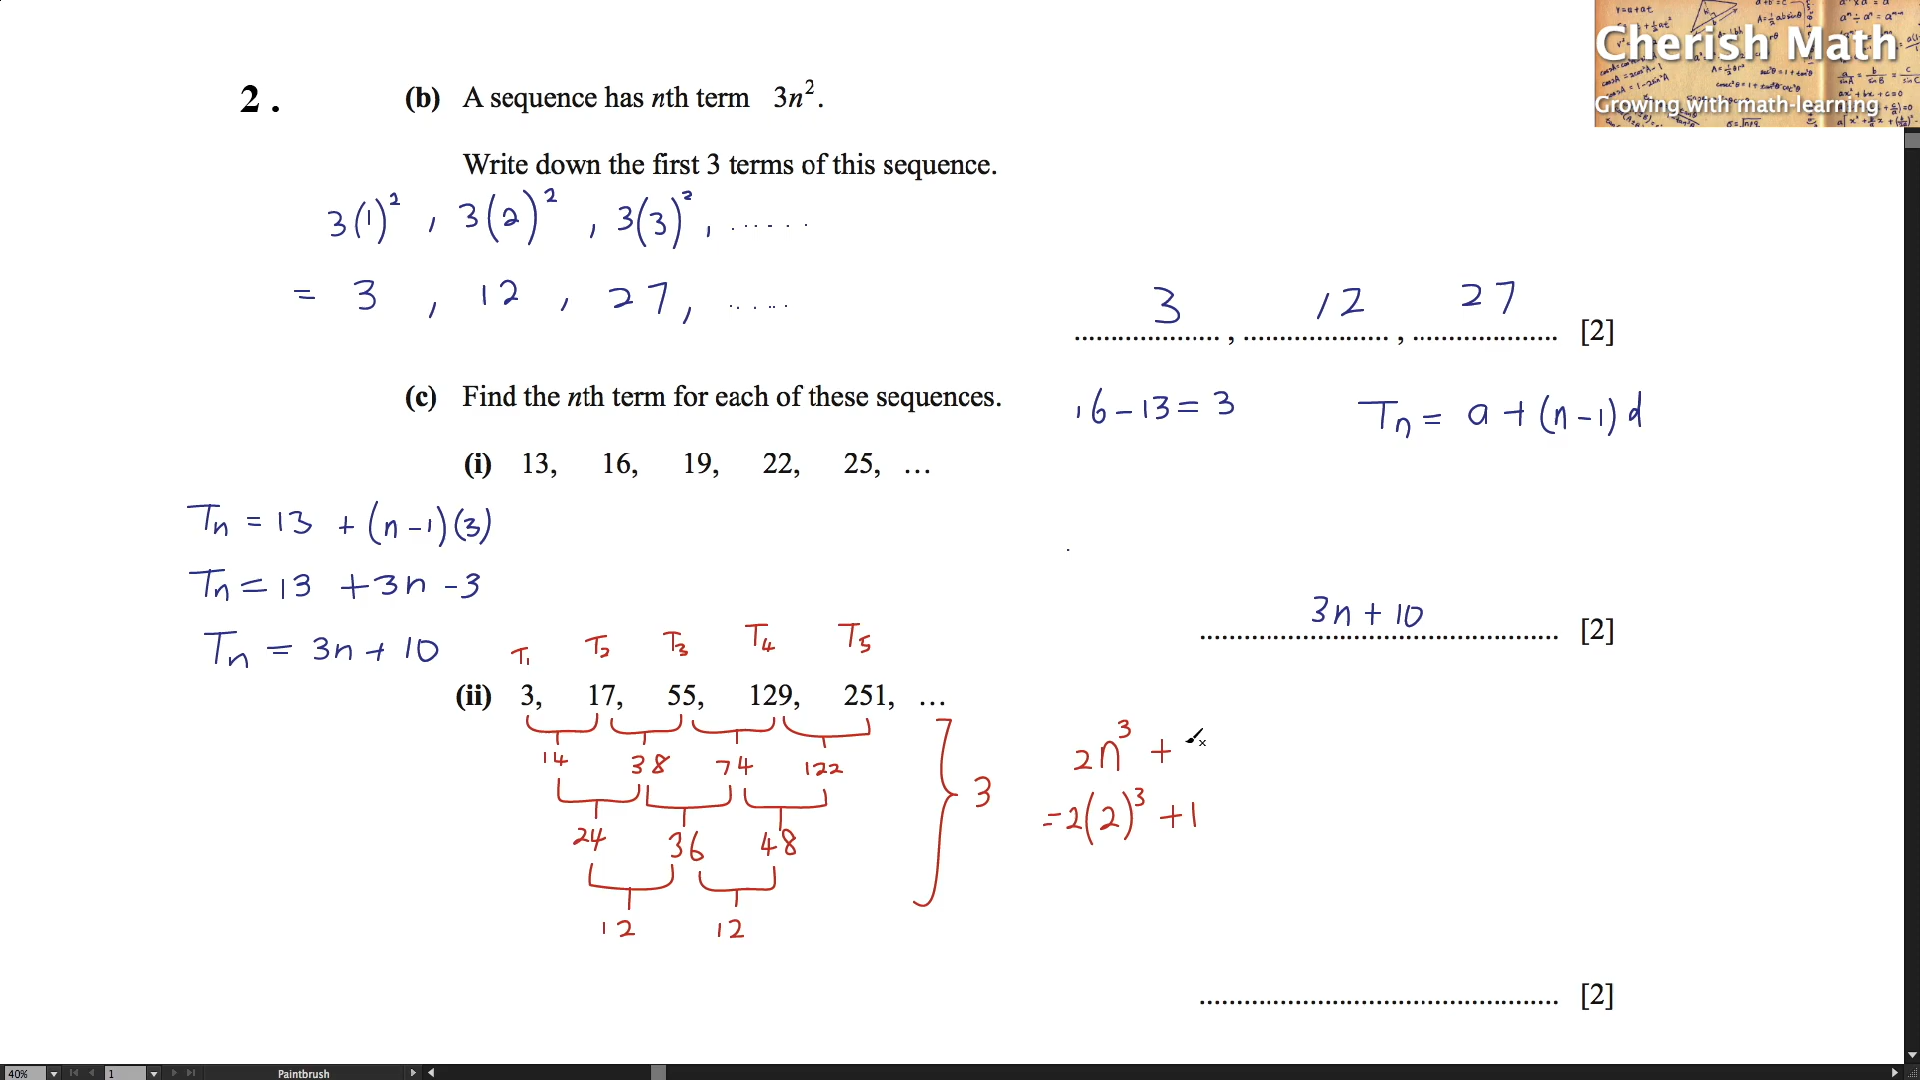 Cherish Math
Growing with math-learning
2 . (b) A sequence has nth term 3n².
Write down the first 3 terms of this sequence.
3(1)² , 3(2)² , 3(3)² , ......
= 3 , 12 , 27, ......
3 12 27
.................... , .................... , .................... [2]
(c) Find the nth term for each of these sequences.
16 - 13 = 3 Tn = a + (n - 1) d
(i) 13, 16, 19, 22, 25, ...
Tn = 13 + (n - 1)(3)
Tn = 13 + 3n - 3
Tn = 3n + 10
3n + 10
................................................. [2]
T1 T2 T3 T4 T5
(ii) 3, 17, 55, 129, 251, ...
14 38 74 122
24 36 48
12 12
3
2n³ +
= 2(2)³ + 1
................................................. [2]
40% 1 Paintbrush